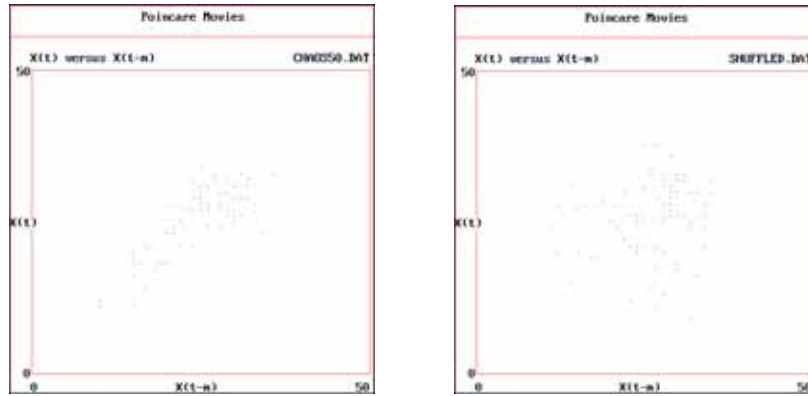 Poincare Movies
X(t) versus X(t-m) CHAOS50.DAT
50
X(t)
0
0 X(t-m) 50
Poincare Movies
X(t) versus X(t-m) SHUFFLED.DAT
50
X(t)
0
0 X(t-m) 50